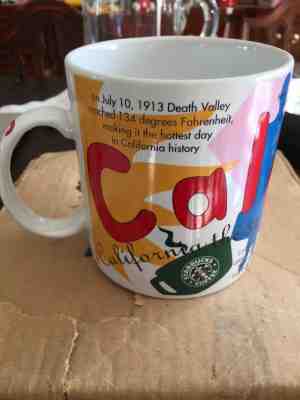 On July 10, 1913 Death Valley
reached 134 degrees Fahrenheit,
making it the hottest day
in California history
Cal
California th
STARBUCKS
COFFEE